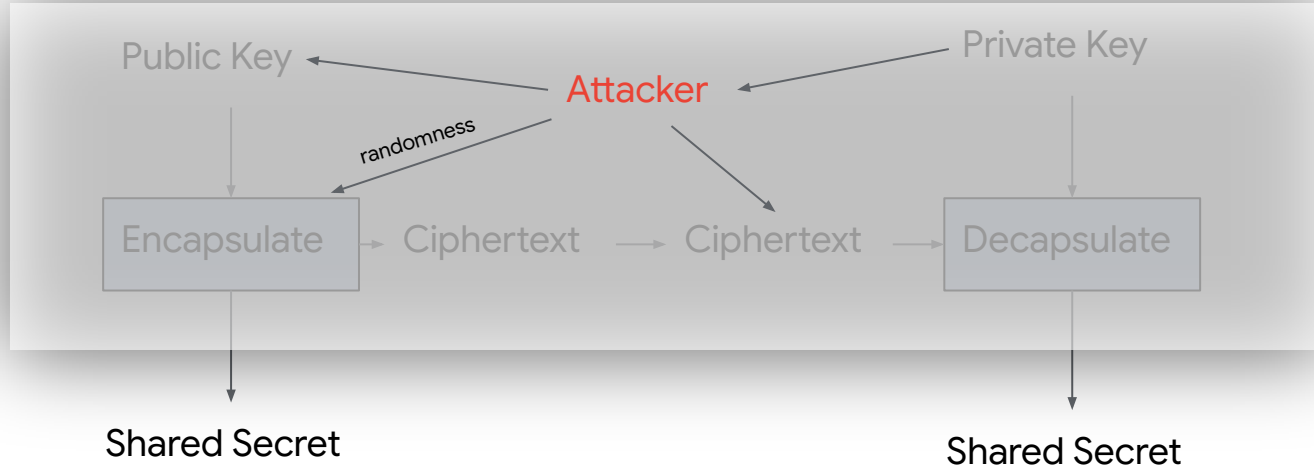 Public Key
Private Key
Attacker
randomness
Encapsulate
Ciphertext
Ciphertext
Decapsulate
Shared Secret
Shared Secret